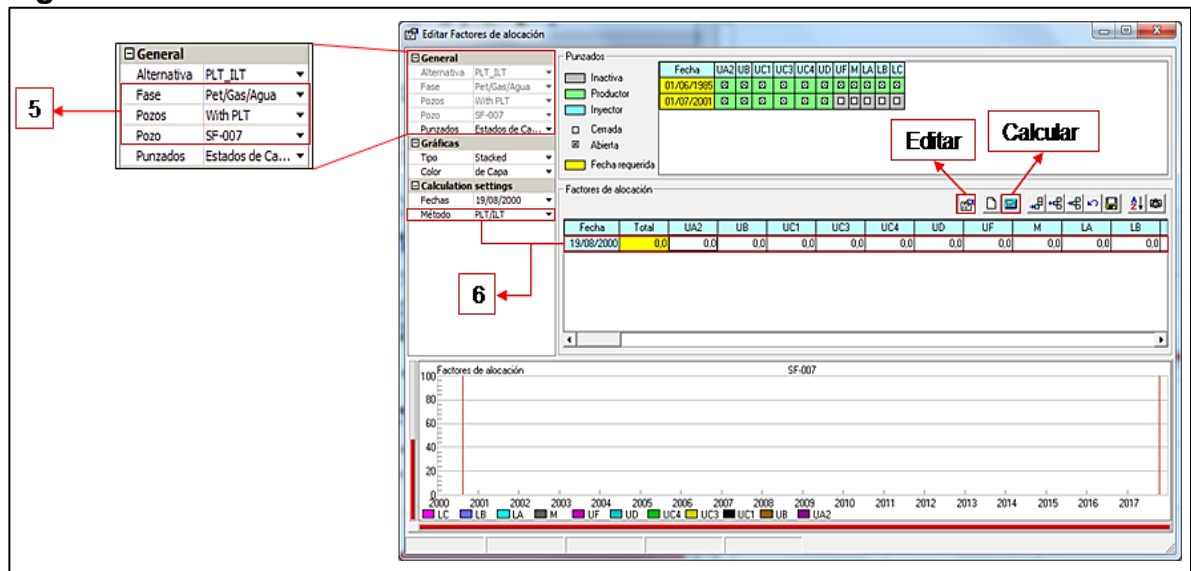 General
Alternativa PLT_ILT
Fase Pet/Gas/Agua
Pozos With PLT
Pozo SF-007
Punzados Estados de Ca...
5
Editar Factores de alocación
General
Alternativa PLT_ILT
Fase Pet/Gas/Agua
Pozos With PLT
Pozo SF-007
Punzados Estados de Ca...
Gráficas
Tipo Stacked
Color de Capa
Calculation settings
Fechas 19/08/2000
Método PLT/ILT
6
Punzados
Inactiva
Productor
Inyector
Cerrada
Abierta
Fecha requerida
Fecha UA2 UB UC1 UC3 UC4 UD UF M LA LB LC
01/06/1985
01/07/2001
Editar
Calcular
Factores de alocación
Fecha Total UA2 UB UC1 UC3 UC4 UD UF M LA LB
19/08/2000 0,0 0,0 0,0 0,0 0,0 0,0 0,0 0,0 0,0 0,0 0,0
Factores de alocación SF-007
100
80
60
40
20
0
2000 2001 2002 2003 2004 2005 2006 2007 2008 2009 2010 2011 2012 2013 2014 2015 2016 2017
LC LB LA M UF UD UC4 UC3 UC1 UB UA2